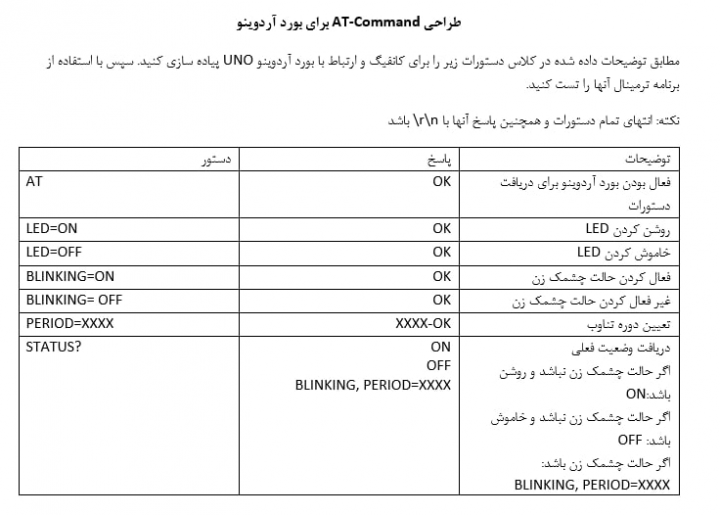 طراحی AT-Command برای بورد آردوینو
مطابق توضیحات داده شده در کلاس دستورات زیر را برای کانفیگ و ارتباط با بورد آردوینو UNO پیاده سازی کنید. سپس با استفاده از
برنامه ترمینال آنها را تست کنید.
نکته: انتهای تمام دستورات و همچنین پاسخ آنها با \r\n باشد
توضیحات پاسخ دستور
فعال بودن بورد آردوینو برای دریافت OK AT
دستورات
روشن کردن LED OK LED=ON
خاموش کردن LED OK LED=OFF
فعال کردن حالت چشمک زن OK BLINKING=ON
غیر فعال کردن حالت چشمک زن OK BLINKING= OFF
تعیین دوره تناوب XXXX-OK PERIOD=XXXX
دریافت وضعیت فعلی ON STATUS?
OFF
اگر حالت چشمک زن نباشد و روشن BLINKING, PERIOD=XXXX
باشد:ON
اگر حالت چشمک زن نباشد و خاموش
باشد: OFF
اگر حالت چشمک زن باشد:
BLINKING, PERIOD=XXXX